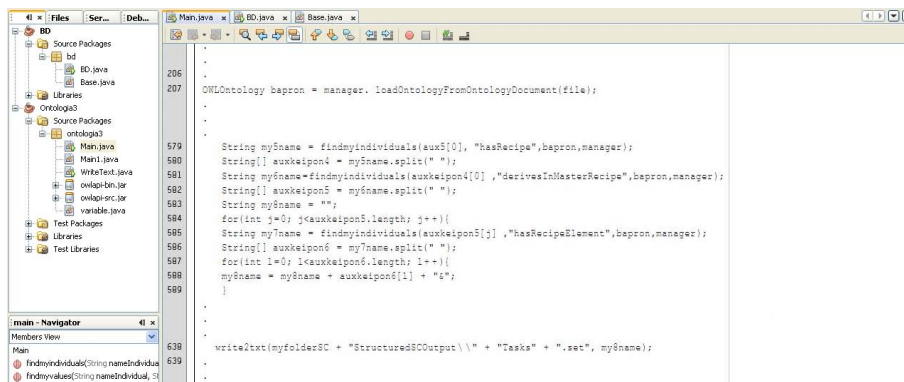 Files
Ser...
Deb...
BD
Source Packages
bd
BD.java
Base.java
Libraries
Ontologia3
Source Packages
ontologia3
Main.java
Main1.java
WriteText.java
owlapi-bin.jar
owlapi-src.jar
variable.java
Test Packages
Libraries
Test Libraries
main - Navigator
Members View
Main
findmyindividuals(String nameIndividua
findmyvalues(String nameIndividual, S
Main.java
BD.java
Base.java
.
.
206 .
207 OWLOntology bapron = manager. loadOntologyFromOntologyDocument(file);
.
.
.
579 String my5name = findmyindividuals(aux5[0], "hasRecipe",bapron,manager);
580 String[] auxkeipon4 = my5name.split(" ");
581 String my6name=findmyindividuals(auxkeipon4[0] ,"derivesInMasterRecipe",bapron,manager);
582 String[] auxkeipon5 = my6name.split(" ");
583 String my8name = "";
584 for(int j=0; j<auxkeipon5.length; j++){
585 String my7name = findmyindividuals(auxkeipon5[j] ,"hasRecipeElement",bapron,manager);
586 String[] auxkeipon6 = my7name.split(" ");
587 for(int l=0; l<auxkeipon6.length; l++){
588 my8name = my8name + auxkeipon6[l] + "&";
589 }
.
.
.
638 write2txt(myfolderSC + "StructuredSCOutput\\" + "Tasks" + ".set", my8name);
639 .
.